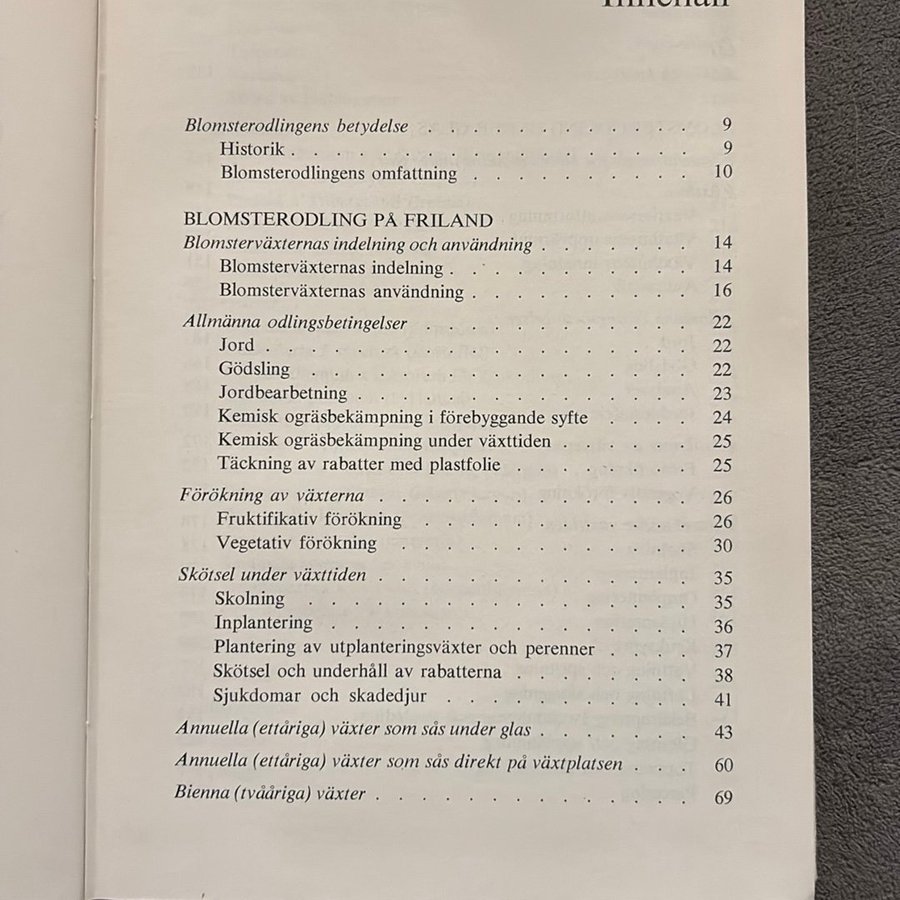 Innehåll
Blomsterodlingens betydelse . . . . . . . . . . . . 9
Historik . . . . . . . . . . . . . . . . . . . 9
Blomsterodlingens omfattning . . . . . . . . . . 10
BLOMSTERODLING PÅ FRILAND
Blomsterväxternas indelning och användning . . . . . . . 14
Blomsterväxternas indelning . . . . . . . . . . . 14
Blomsterväxternas användning . . . . . . . . . . 16
Allmänna odlingsbetingelser . . . . . . . . . . . . 22
Jord . . . . . . . . . . . . . . . . . . . . 22
Gödsling . . . . . . . . . . . . . . . . . . 22
Jordbearbetning . . . . . . . . . . . . . . . 23
Kemisk ogräsbekämpning i förebyggande syfte . . . . 24
Kemisk ogräsbekämpning under växttiden . . . . . . 25
Täckning av rabatter med plastfolie . . . . . . . . 25
Förökning av växterna . . . . . . . . . . . . . . 26
Fruktifikativ förökning . . . . . . . . . . . . 26
Vegetativ förökning . . . . . . . . . . . . . 30
Skötsel under växttiden . . . . . . . . . . . . . . 35
Skolning . . . . . . . . . . . . . . . . . 35
Inplantering . . . . . . . . . . . . . . . . 36
Plantering av utplanteringsväxter och perenner . . . . 37
Skötsel och underhåll av rabatterna . . . . . . . . 38
Sjukdomar och skadedjur . . . . . . . . . . . 41
Annuella (ettåriga) växter som sås under glas . . . . . . . 43
Annuella (ettåriga) växter som sås direkt på växtplatsen . . . 60
Bienna (tvååriga) växter . . . . . . . . . . . . . . 69